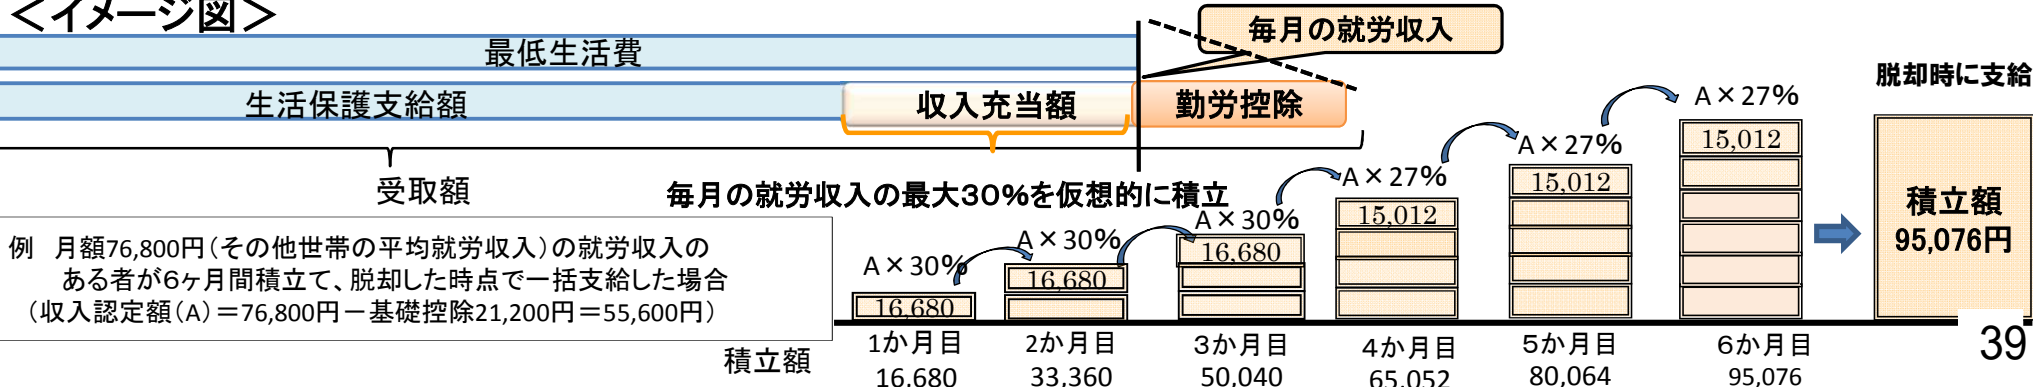 ＜イメージ図＞
毎月の就労収入
最低生活費
脱却時に支給
生活保護支給額
収入充当額
勤労控除
受取額
毎月の就労収入の最大30％を仮想的に積立
例　月額76,800円（その他世帯の平均就労収入）の就労収入の
ある者が６ヶ月間積立て、脱却した時点で一括支給した場合
（収入認定額（A）＝76,800円－基礎控除21,200円＝55,600円）
A×30%
16,680
A×30%
16,680
A×30%
16,680
A×27%
15,012
A×27%
15,012
A×27%
15,012
積立額
95,076円
1か月目
2か月目
３か月目
４か月目
５か月目
６か月目
積立額
16,680
33,360
50,040
65,052
80,064
95,076
39